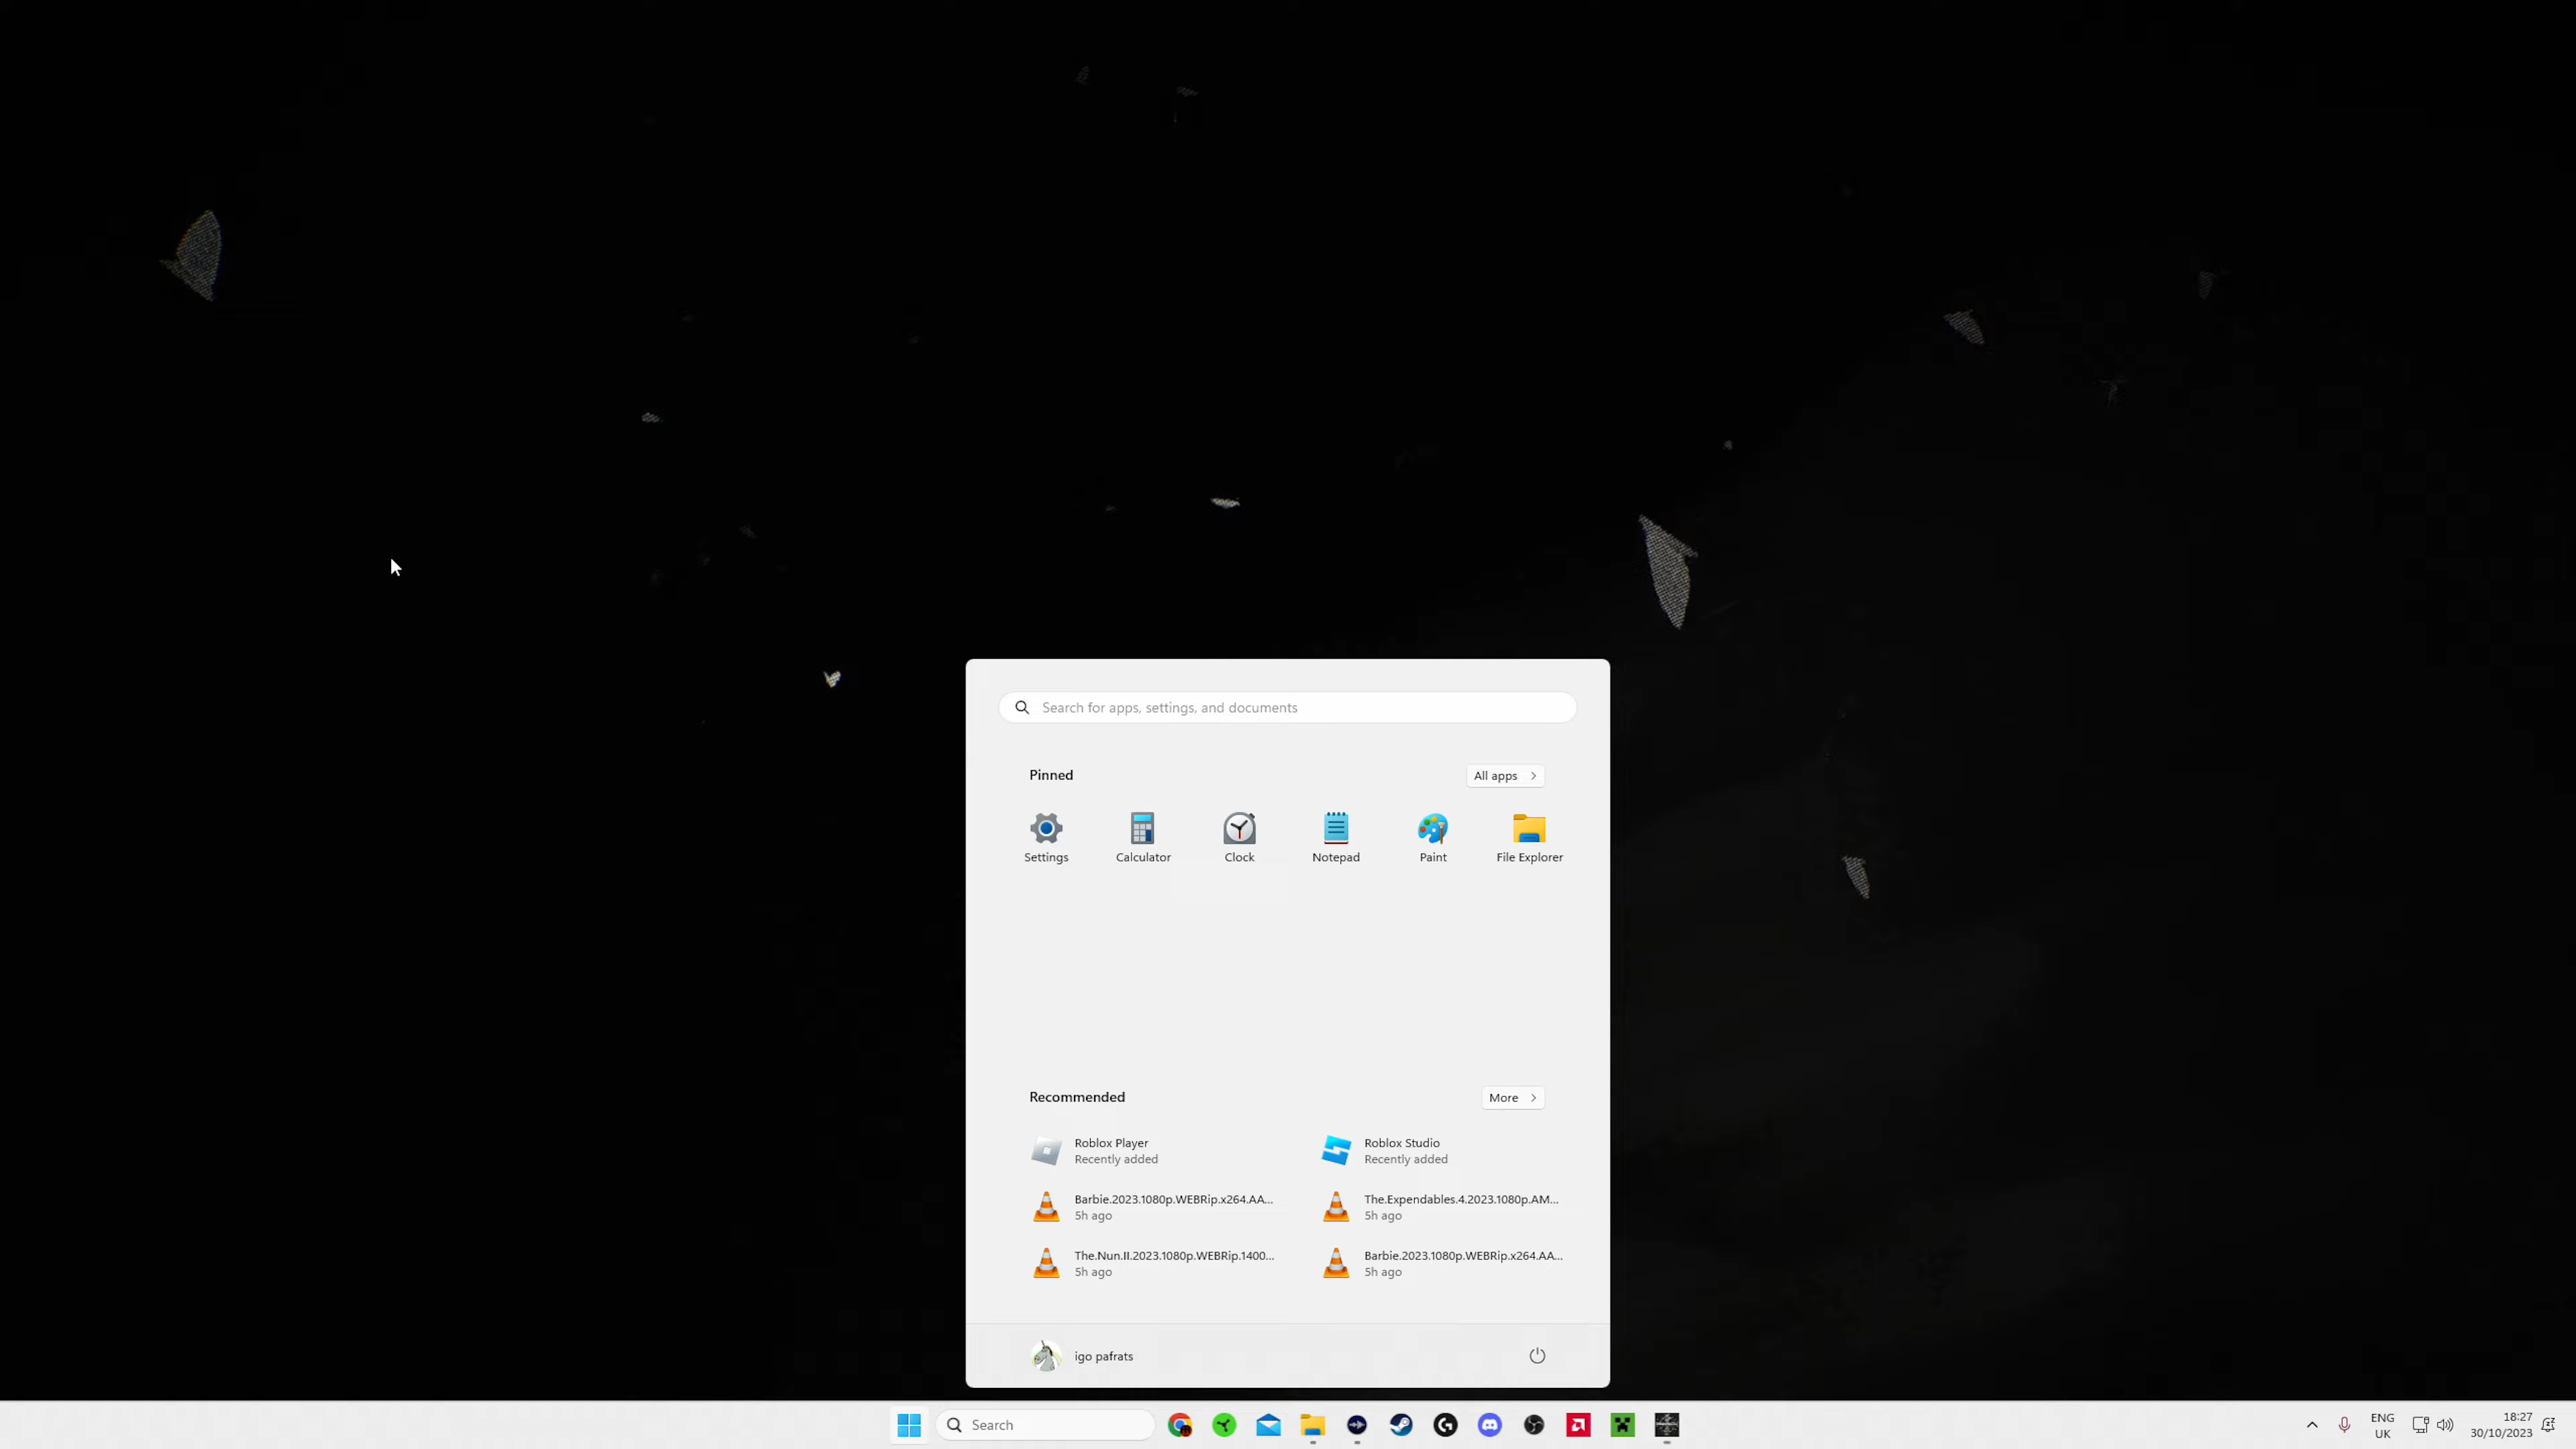 Search for apps, settings, and documents
Pinned
All apps
Settings
Calculator
Clock
Notepad
Paint
File Explorer
Recommended
More
Roblox Player
Recently added
Roblox Studio
Recently added
Barbie.2023.1080p.WEBRip.x264.AA...
5h ago
The.Expendables.4.2023.1080p.AM...
5h ago
The.Nun.II.2023.1080p.WEBRip.1400...
5h ago
Barbie.2023.1080p.WEBRip.x264.AA...
5h ago
igo pafrats
Search
ENG
UK
18:27
30/10/2023